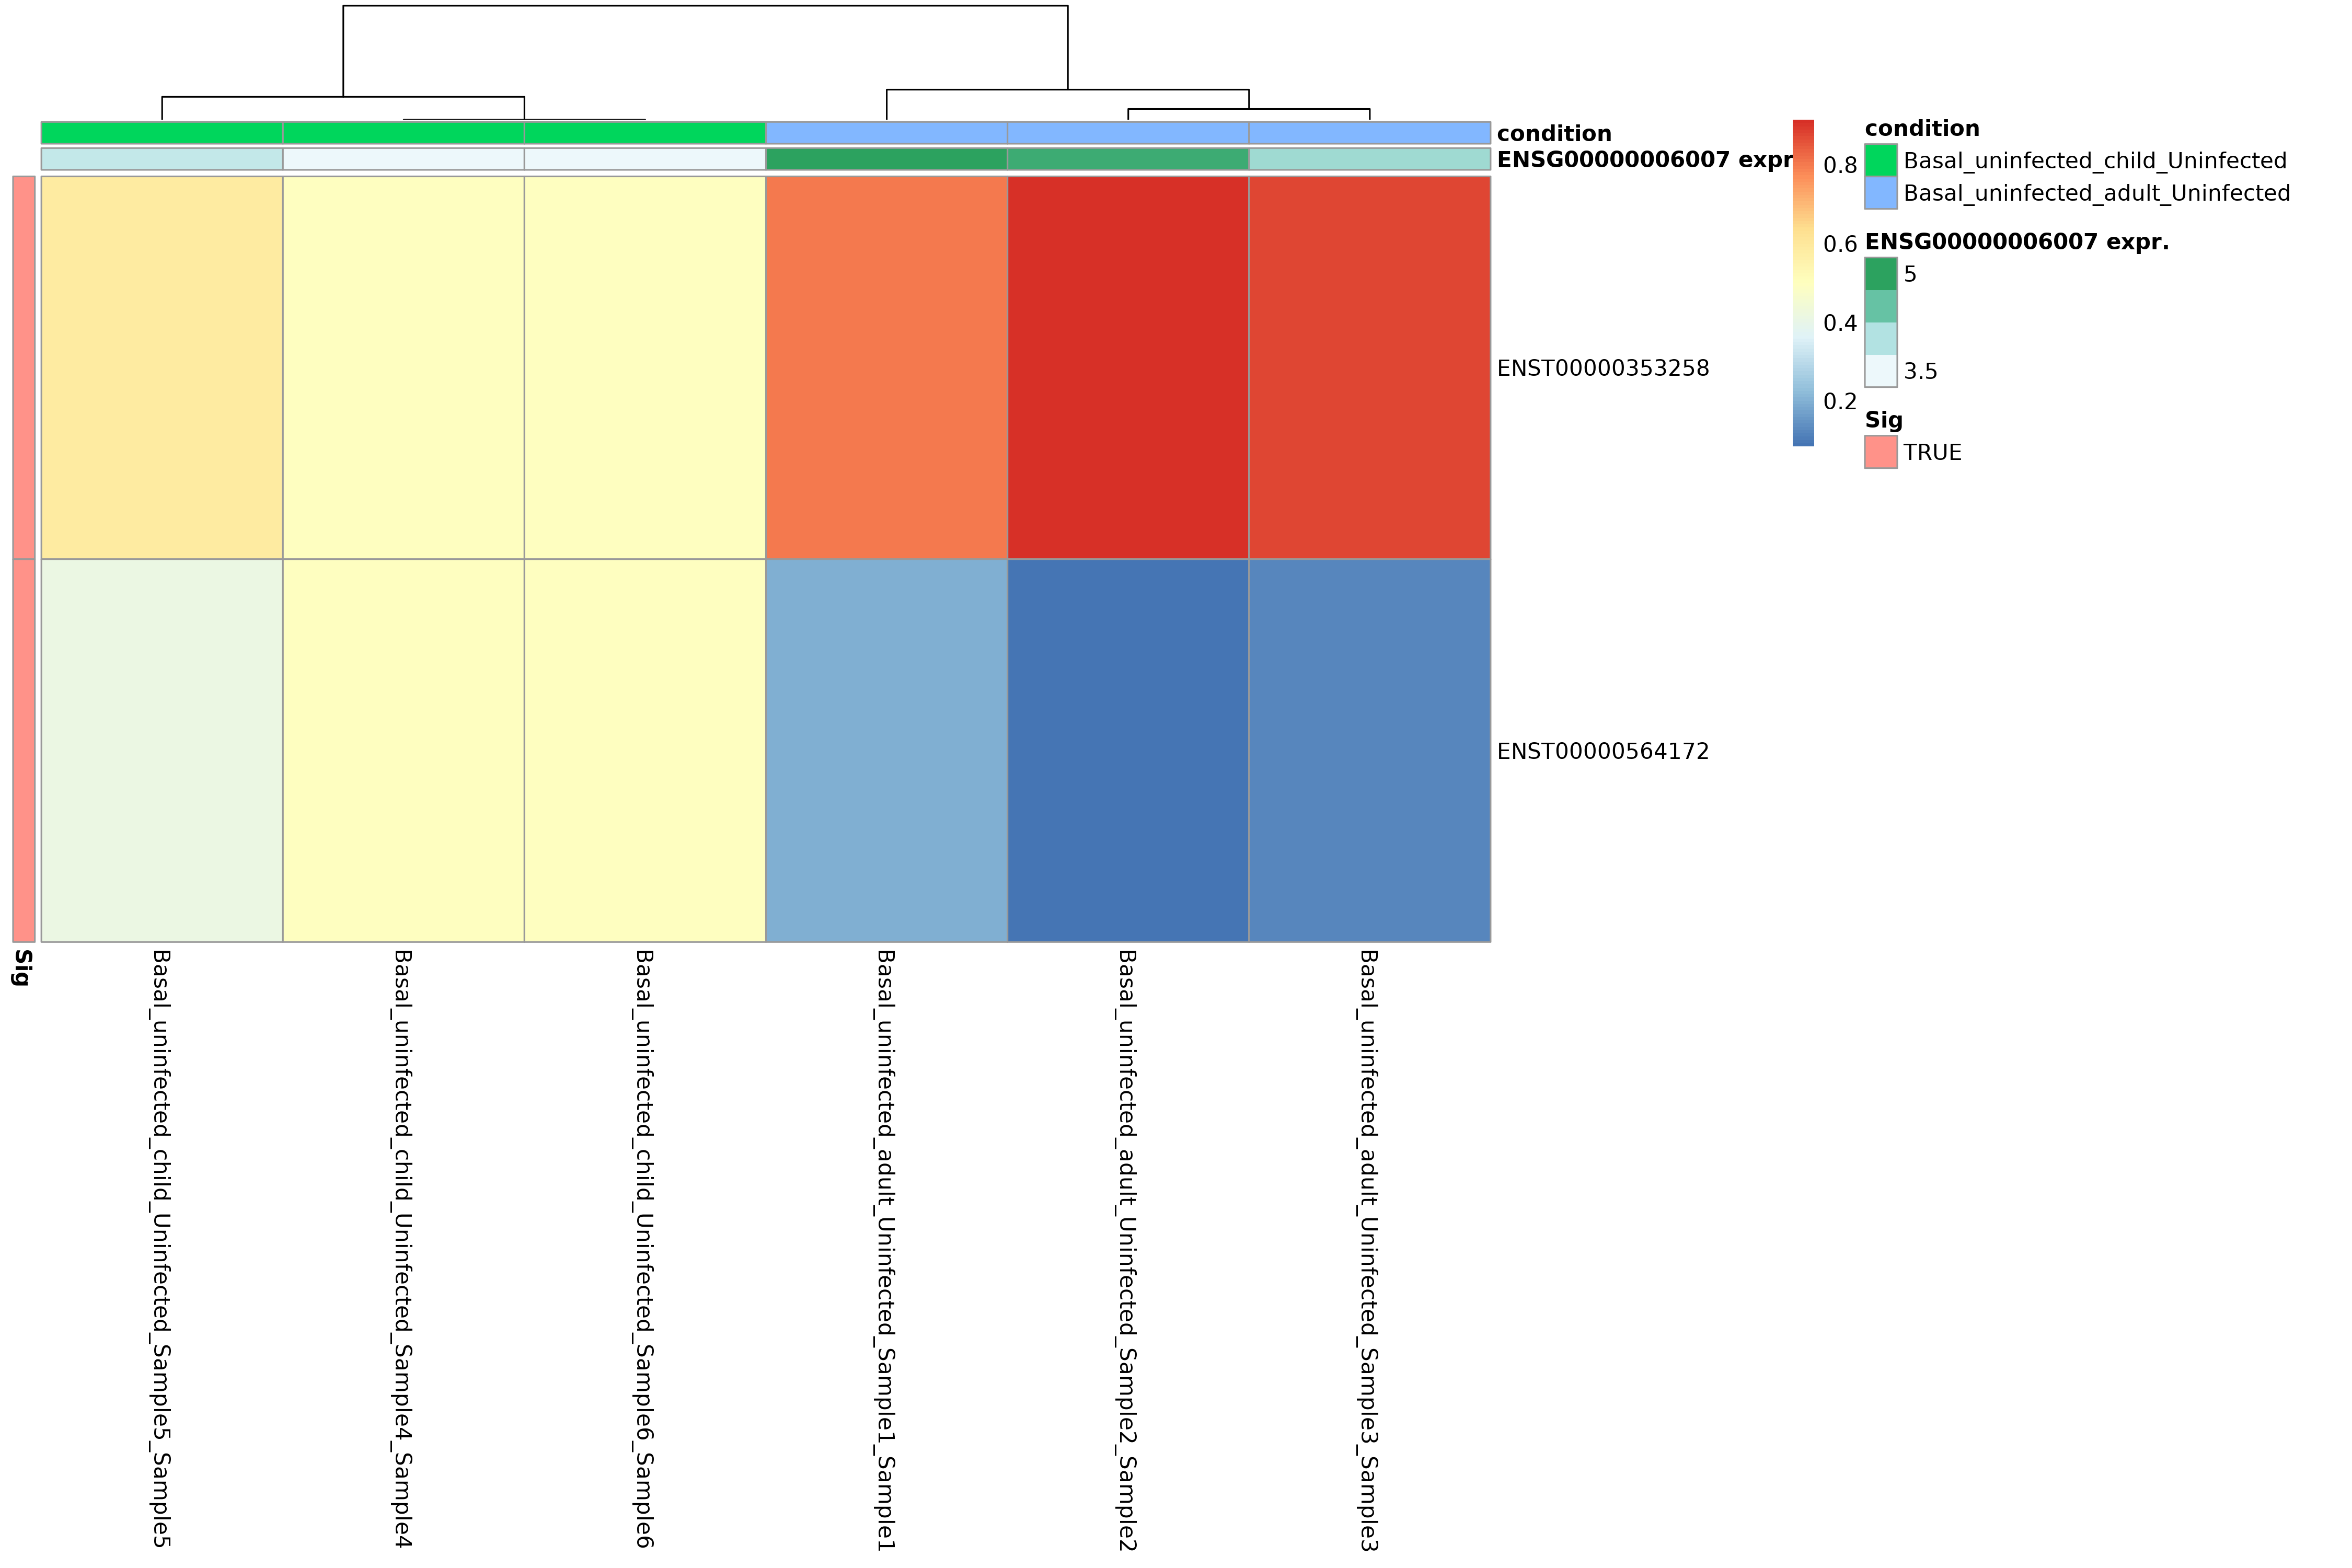 condition
ENSG00000006007 expr
0.8
0.6
0.4
0.2
condition
Basal_uninfected_child_Uninfected
Basal_uninfected_adult_Uninfected
ENSG00000006007 expr.
5
3.5
Sig
TRUE
ENST00000353258
ENST00000564172
Sig
Basal_uninfected_child_Uninfected_Sample5_Sample5
Basal_uninfected_child_Uninfected_Sample4_Sample4
Basal_uninfected_child_Uninfected_Sample6_Sample6
Basal_uninfected_adult_Uninfected_Sample1_Sample1
Basal_uninfected_adult_Uninfected_Sample2_Sample2
Basal_uninfected_adult_Uninfected_Sample3_Sample3